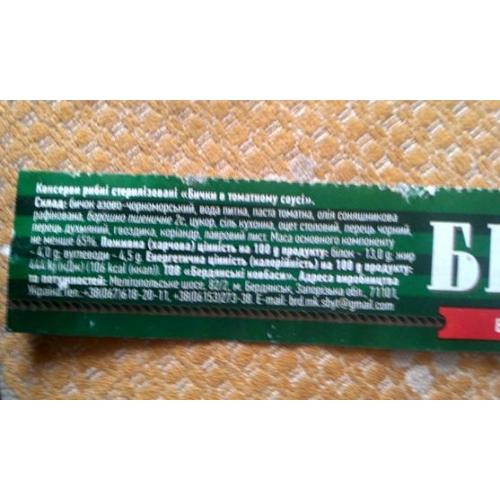 Консерви рибні стерилізовані «Бички в томатному соусі».
Склад: бичок азово-чорноморський, вода питна, паста томатна, олія соняшникова
рафінована, борошно пшеничне 2с, цукор, сіль кухонна, оцет столовий, перець чорний,
перець духмяний, гвоздика, коріандр, лавровий лист. Маса основного компоненту
не менше 65%. Поживна (харчова) цінність на 100 g продукту: білок - 13,0 g; жир
- 4,0 g; вуглеводи - 4,5 g. Енергетична цінність (калорійність) на 100 g продукту:
444 kj (кДж) (106 kcal (ккал)). ТОВ «Бердянські ковбаси». Адреса виробництва
та потужностей: Мелітопольське шосе, 82/2, м. Бердянськ, Запорізька обл., 71101,
Україна Тел.: +38(067)618-20-11, +38(06153)273-38. E-mail: brd.mk.sbyt@gmail.com